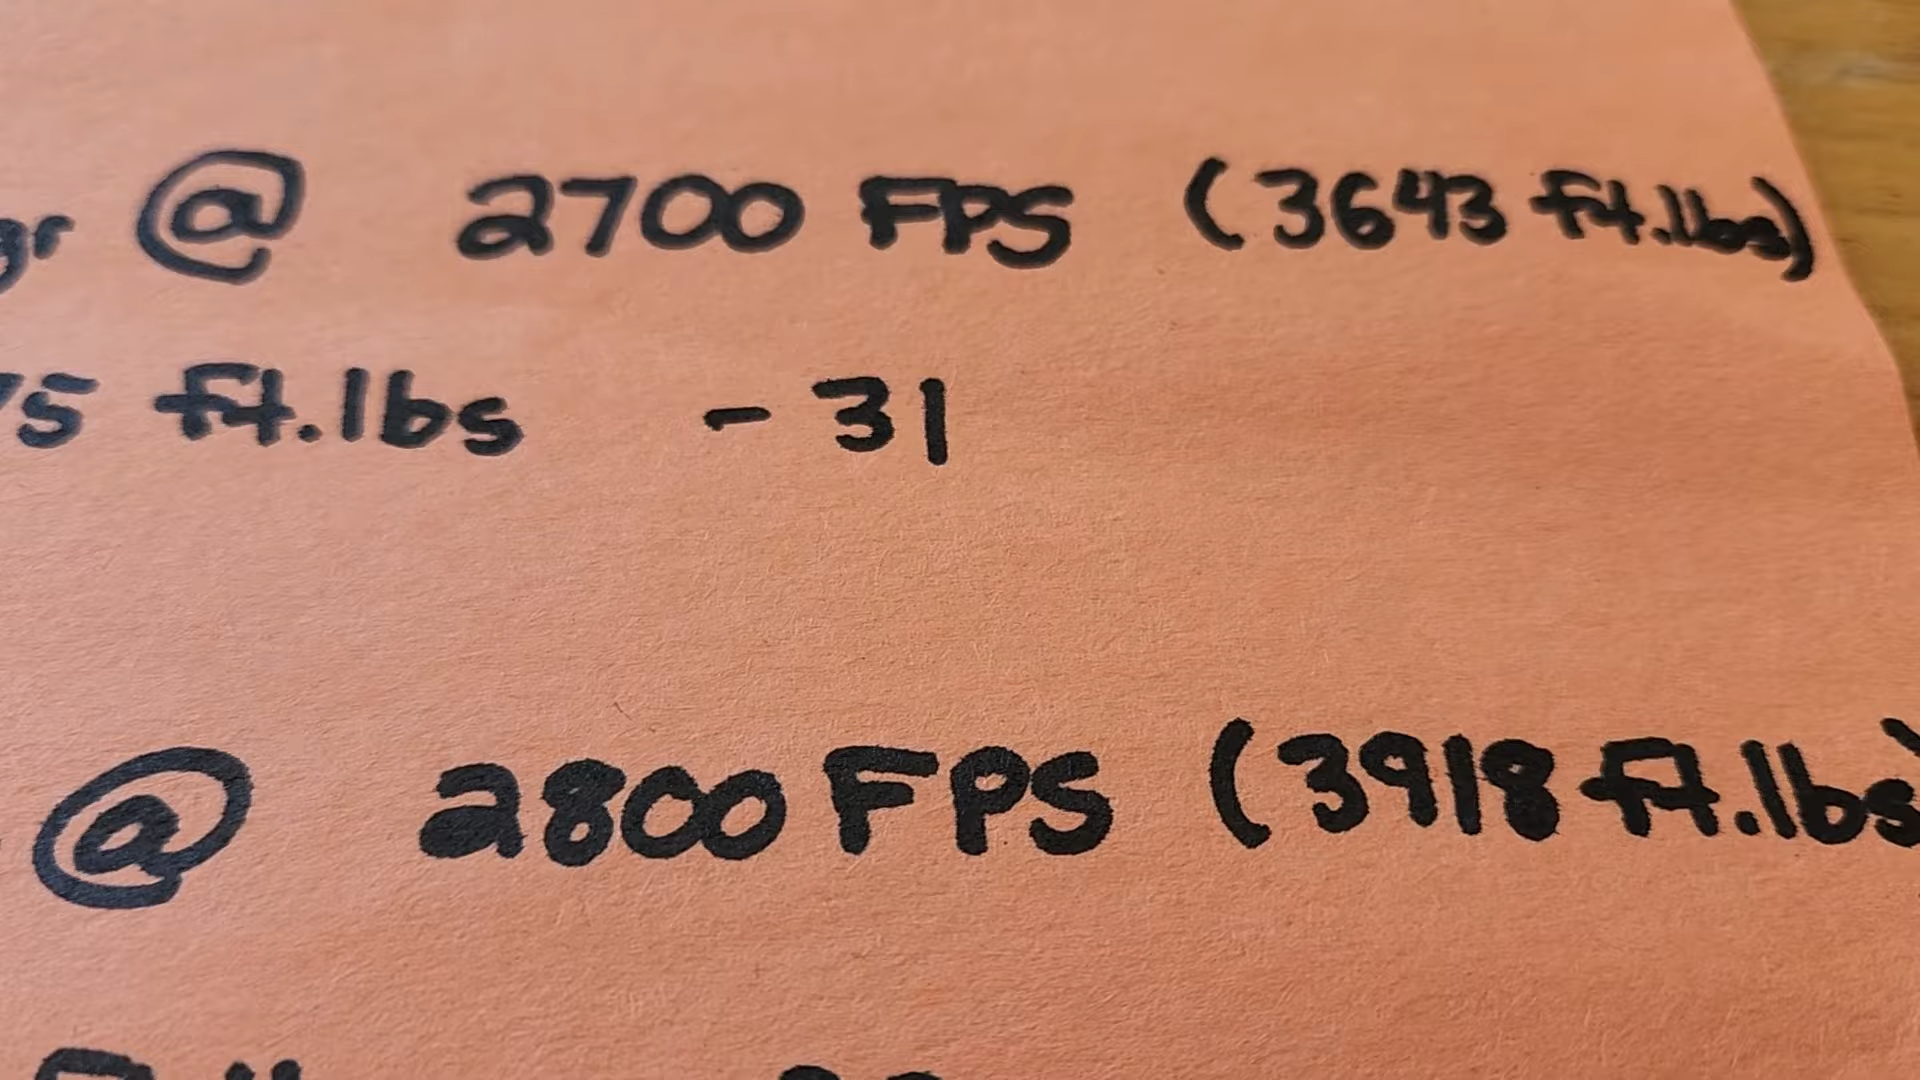 gr @ 2700 FPS (3643 ft.lbs)
75 ft.lbs - 31
@ 2800 FPS (3918 ft.lbs)